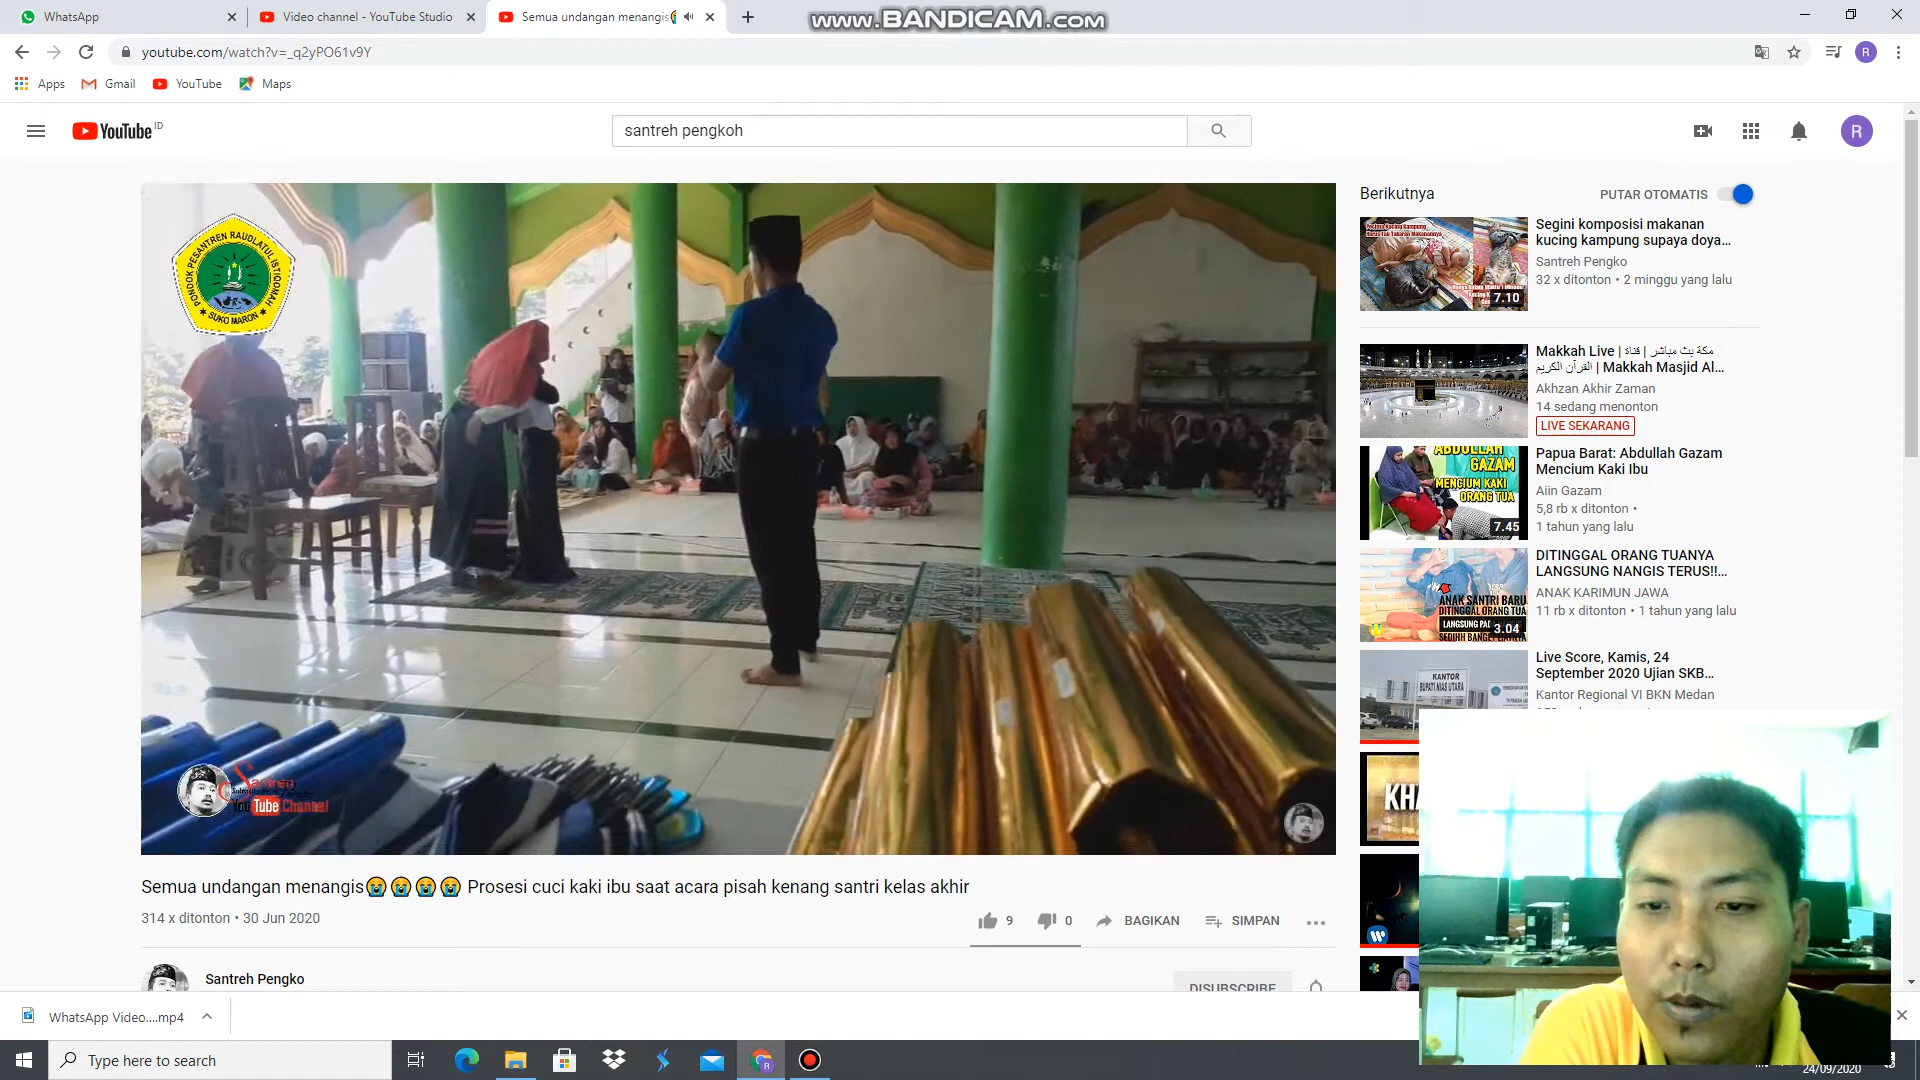 WhatsApp
Video channel - YouTube Studio
Semua undangan menangis😭
WWW.BANDICAM.COM
youtube.com/watch?v=_q2yPO61v9Y
R
Apps
Gmail
YouTube
Maps
YouTube ID
santreh pengkoh
R
PONDOK PESANTREN RAUDLATUL ISTIQOMAH
★ SUKO MARON ★
YouTube Channel
Semua undangan menangis😭😭😭😭 Prosesi cuci kaki ibu saat acara pisah kenang santri kelas akhir
314 x ditonton • 30 Jun 2020
9
0
BAGIKAN
SIMPAN
Santreh Pengko
DISUBSCRIBE
Berikutnya
PUTAR OTOMATIS
7.10
Segini komposisi makanan
kucing kampung supaya doya...
Santreh Pengko
32 x ditonton • 2 minggu yang lalu
Makkah Live | مكة بث مباشر | قناة
القرآن الكريم | Makkah Masjid Al...
Akhzan Akhir Zaman
14 sedang menonton
LIVE SEKARANG
ABDULLAH
GAZAM
MENCIUM KAKI
ORANG TUA
7.45
Papua Barat: Abdullah Gazam
Mencium Kaki Ibu
Aiin Gazam
5,8 rb x ditonton •
1 tahun yang lalu
ANAK SANTRI BARU
DITINGGAL ORANG TUA
3.04
DITINGGAL ORANG TUANYA
LANGSUNG NANGIS TERUS!!...
ANAK KARIMUN JAWA
11 rb x ditonton • 1 tahun yang lalu
KANTOR
BUPATI NIAS UTARA
Live Score, Kamis, 24
September 2020 Ujian SKB...
Kantor Regional VI BKN Medan
KHA
WhatsApp Video....mp4
Type here to search
24/09/2020